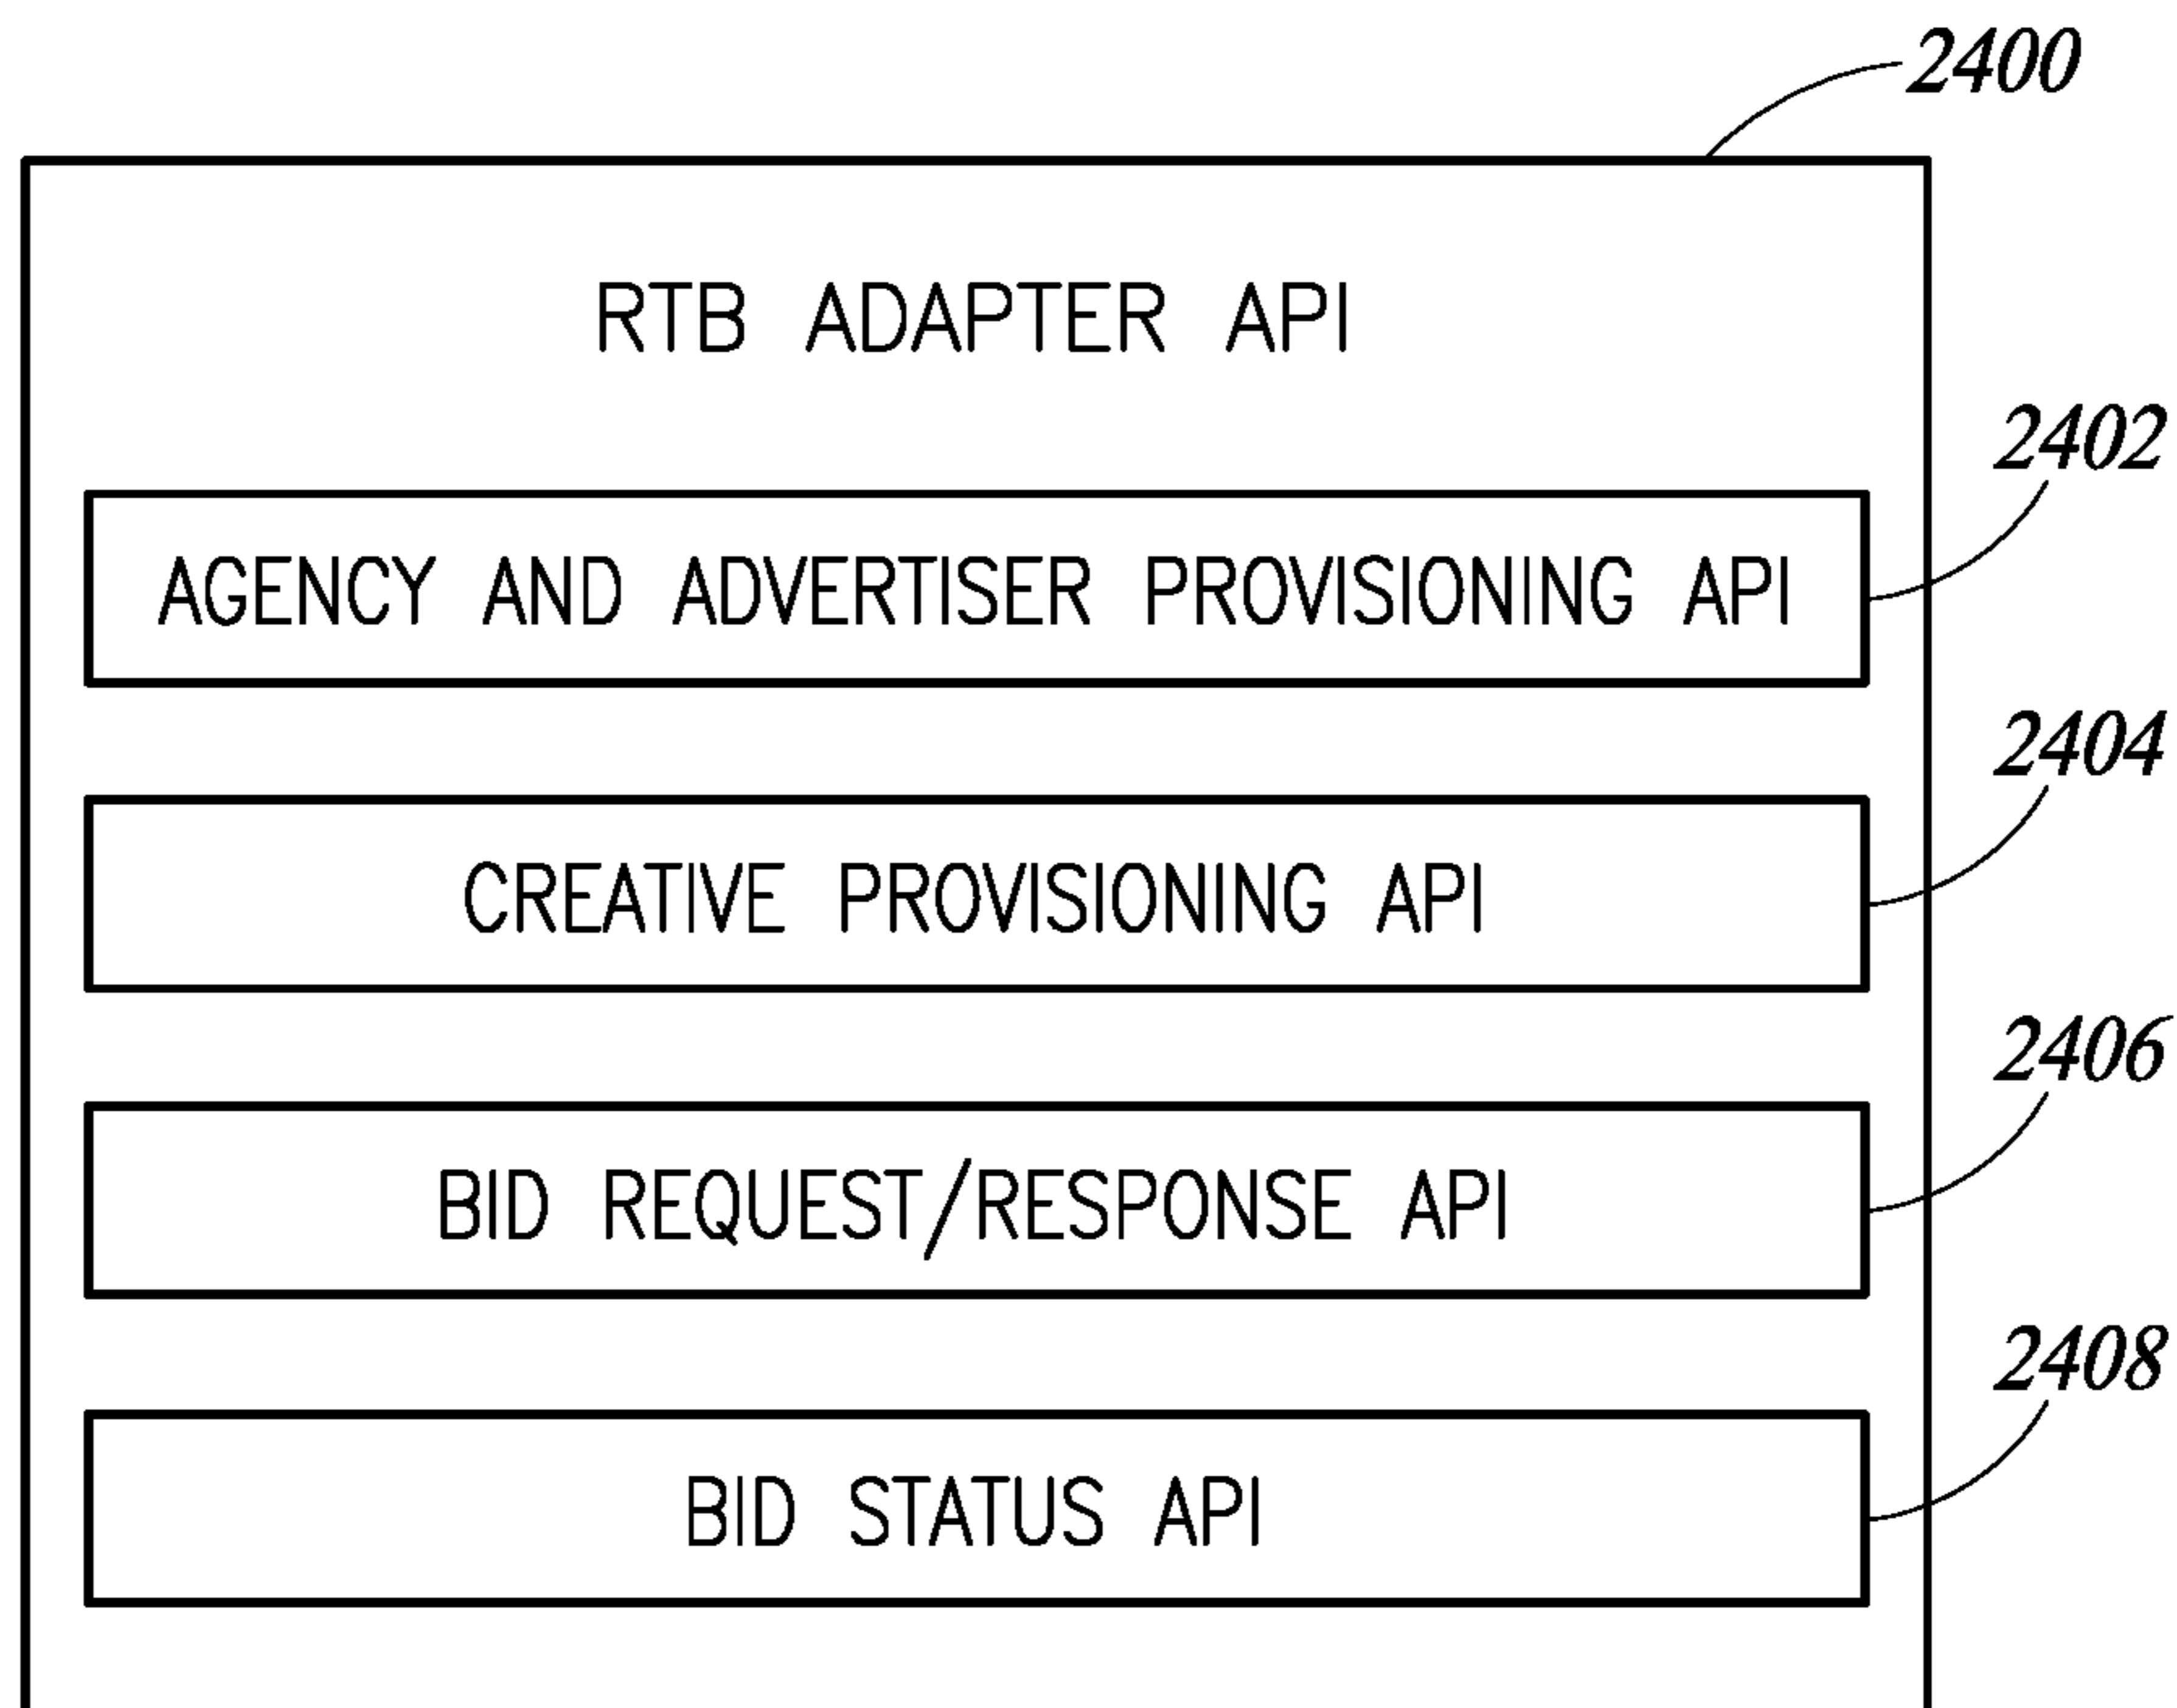 2400
RTB ADAPTER API
2402
AGENCY AND ADVERTISER PROVISIONING API
2404
CREATIVE PROVISIONING API
2406
BID REQUEST/RESPONSE API
2408
BID STATUS API